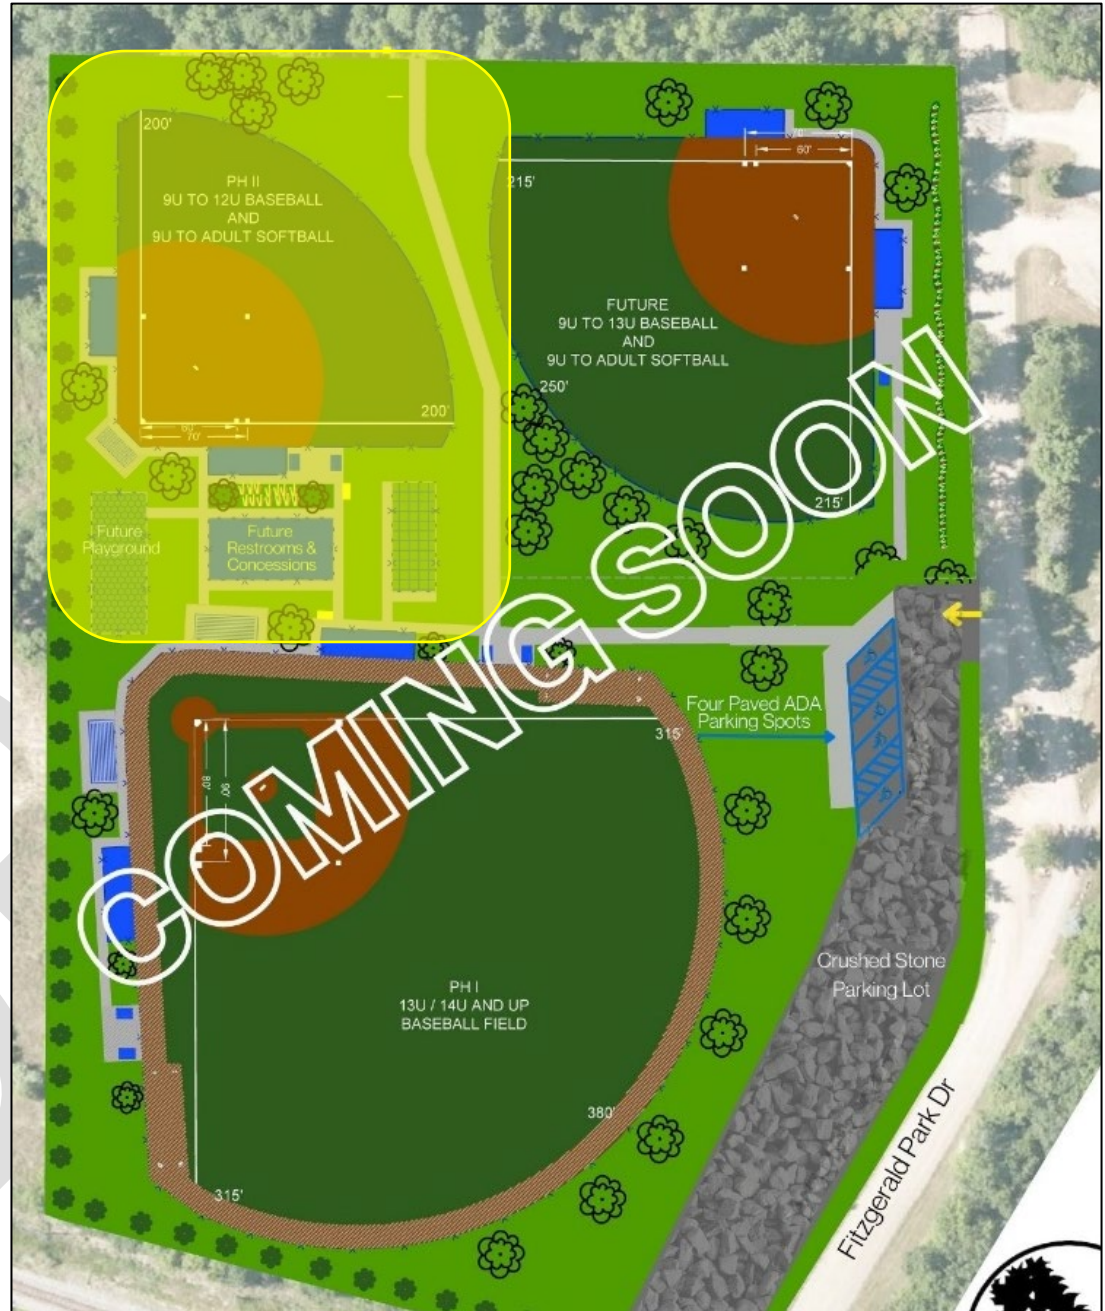 200'
PH II
9U TO 12U BASEBALL
AND
9U TO ADULT SOFTBALL
200'
60'
70'
Future
Playground
Future
Restrooms &
Concessions
70'
60'
215'
FUTURE
9U TO 13U BASEBALL
AND
9U TO ADULT SOFTBALL
250'
215'
COMING SOON
Four Paved ADA
Parking Spots
315'
80'
90'
PH I
13U / 14U AND UP
BASEBALL FIELD
380'
315'
Crushed Stone
Parking Lot
Fitzgerald Park Dr